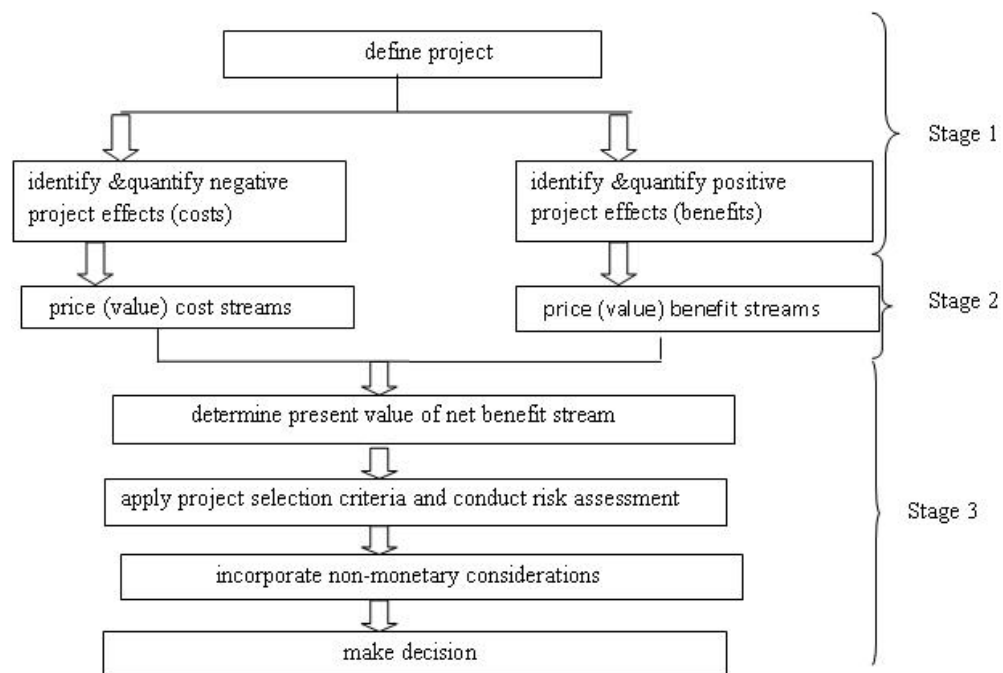 define project
Stage 1
identify &quantify negative
project effects (costs)
identify &quantify positive
project effects (benefits)
price (value) cost streams
price (value) benefit streams
Stage 2
determine present value of net benefit stream
apply project selection criteria and conduct risk assessment
Stage 3
incorporate non-monetary considerations
make decision